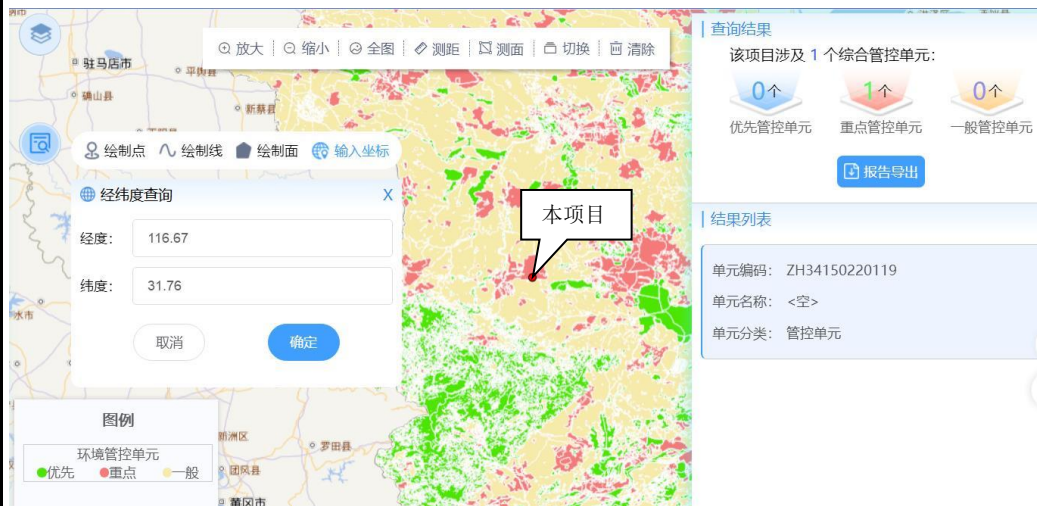 放大 缩小 全图 测距 测面 切换 清除
驻马店市
平舆县
确山县
新蔡县
绘制点 绘制线 绘制面 输入坐标
经纬度查询 X
经度: 116.67
纬度: 31.76
取消 确定
本项目
图例
环境管控单元
优先 重点 一般
新洲区
罗田县
团风县
黄冈市
查询结果
该项目涉及 1 个综合管控单元:
0个 1个 0个
优先管控单元 重点管控单元 一般管控单元
报告导出
结果列表
单元编码: ZH34150220119
单元名称: <空>
单元分类: 管控单元